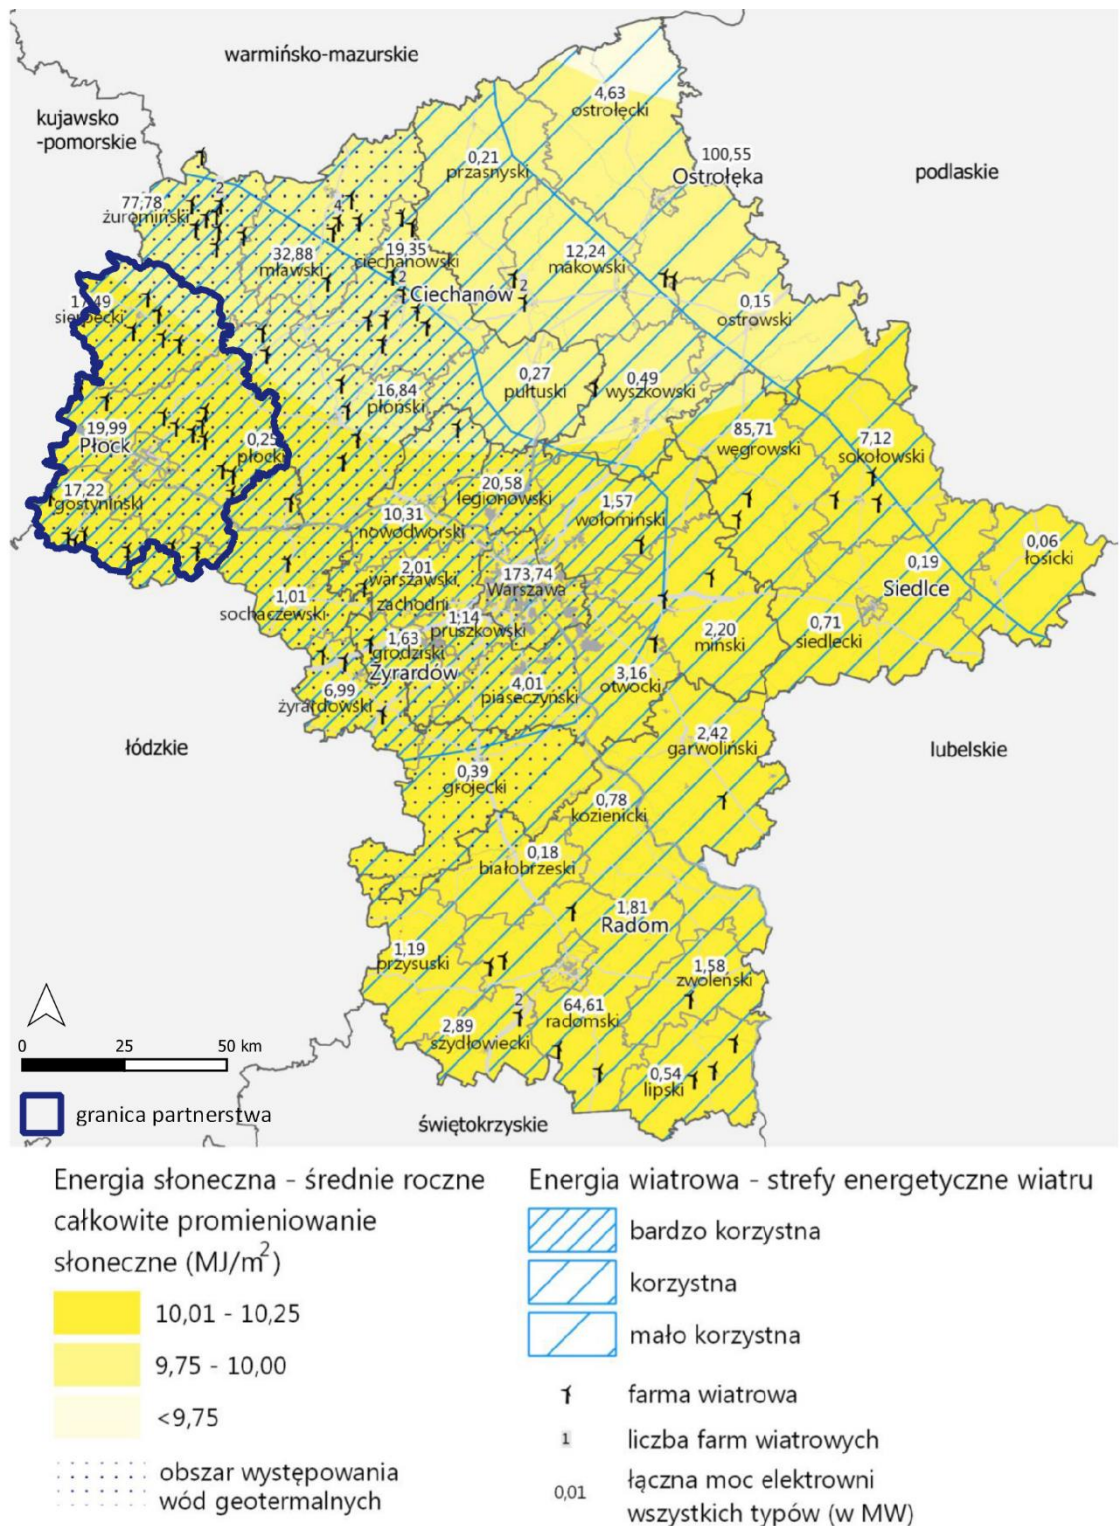 warmińsko-mazurskie
kujawsko
-pomorskie
podlaskie
4,63
ostrołęcki
0,21
przasnyski
100,55
Ostrołęka
77,78
żuromiński
2
4
32,88
mławski
19,35
ciechanowski
2
Ciechanów
2
12,24
makowski
0,15
ostrowski
sierpecki
0,27
pułtuski
0,49
wyszkowski
16,84
płoński
85,71
węgrowski
7,12
sokołowski
19,99
Płock
0,25
płocki
17,22
gostyniński
20,58
legionowski
10,31
nowodworski
1,57
wołomiński
0,06
łosicki
0,19
Siedlce
2,01
warszawski
zachodni
173,74
Warszawa
1,01
sochaczewski
1,14
pruszkowski
1,63
grodziski
Żyrardów
0,71
siedlecki
2,20
miński
3,16
otwocki
6,99
żyrardowski
4,01
piaseczyński
2,42
garwoliński
łódzkie
lubelskie
0,39
grójecki
0,78
kozienicki
0,18
białobrzeski
1,81
Radom
1,19
przysuski
1,58
zwoleński
2
64,61
radomski
2,89
szydłowiecki
0,54
lipski
świętokrzyskie
0 25 50 km
granica partnerstwa
Energia słoneczna - średnie roczne
całkowite promieniowanie
słoneczne (MJ/m²)
10,01 - 10,25
9,75 - 10,00
<9,75
obszar występowania
wód geotermalnych
Energia wiatrowa - strefy energetyczne wiatru
bardzo korzystna
korzystna
mało korzystna
farma wiatrowa
1 liczba farm wiatrowych
0,01 łączna moc elektrowni
wszystkich typów (w MW)